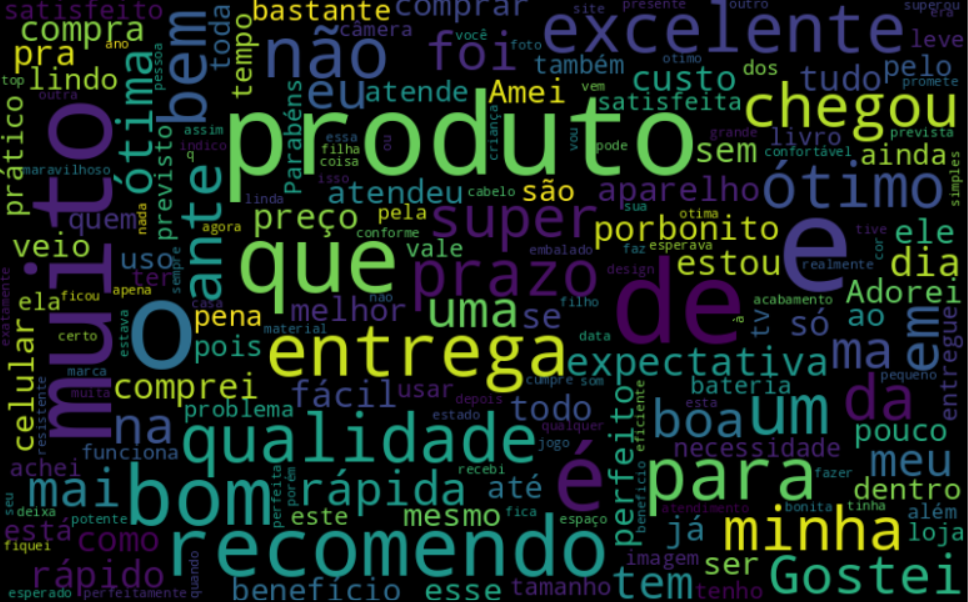 satisfeito
bastante
comprar
site
presente
outro
superou
era
compra
toda
não
câmera
foi
você
excelente
leve
pra
ano
ótima
bem
tempo
foto
também
otimo
pelo
top
lindo
pessoa
eu
atende
Amei
vem
custo
dos
tudo
promete
outra
muito
produto
satisfeita
chegou
prático
assim
Parabéns
essa
criança
ou
vou
pode
grande
livro
prevista
maravilhoso
previsto
q
indico
filha
coisa
sem
confortável
ainda
simples
ante
isso
linda
atendeu
cabelo
são
aparelho
ótimo
quem
nada
agora
preço
pela
super
sua
otima
tive
veio
uso
que
conforme
vale
embalado
porbonito
faz
esperava
e
cor
ele
ter
sempre
prazo
estou
realmente
dia
exatamente
ela
ficou
apena
o
casa
melhor
não
uma
filho
design
de
acabamento
Adorei
certo
estava
pena
material
se
data
à
tv
só
ao
em
entregue
celular
marca
pois
entrega
expectativa
ma
pequeno
resistente
muita
comprei
fácil
usar
depois
cumpre
som
bateria
da
na
problema
todo
perfeito
eficiente
boa
esta
um
pouco
funciona
qualidade
estado
jogo
qualquer
é
necessidade
meu
achei
mai
bom
perfeita
porém
rápida
recebi
até
benefício
para
fazer
dentro
seu
deixa
potente
este
mesmo
fica
espaço
atendimento
bonita
tinha
além
está
como
recomendo
já
minha
loja
fiquei
rápido
quando
imagem
ser
Gostei
esperado
perfeitamente
benefício
esse
tamanho
tem
tenho